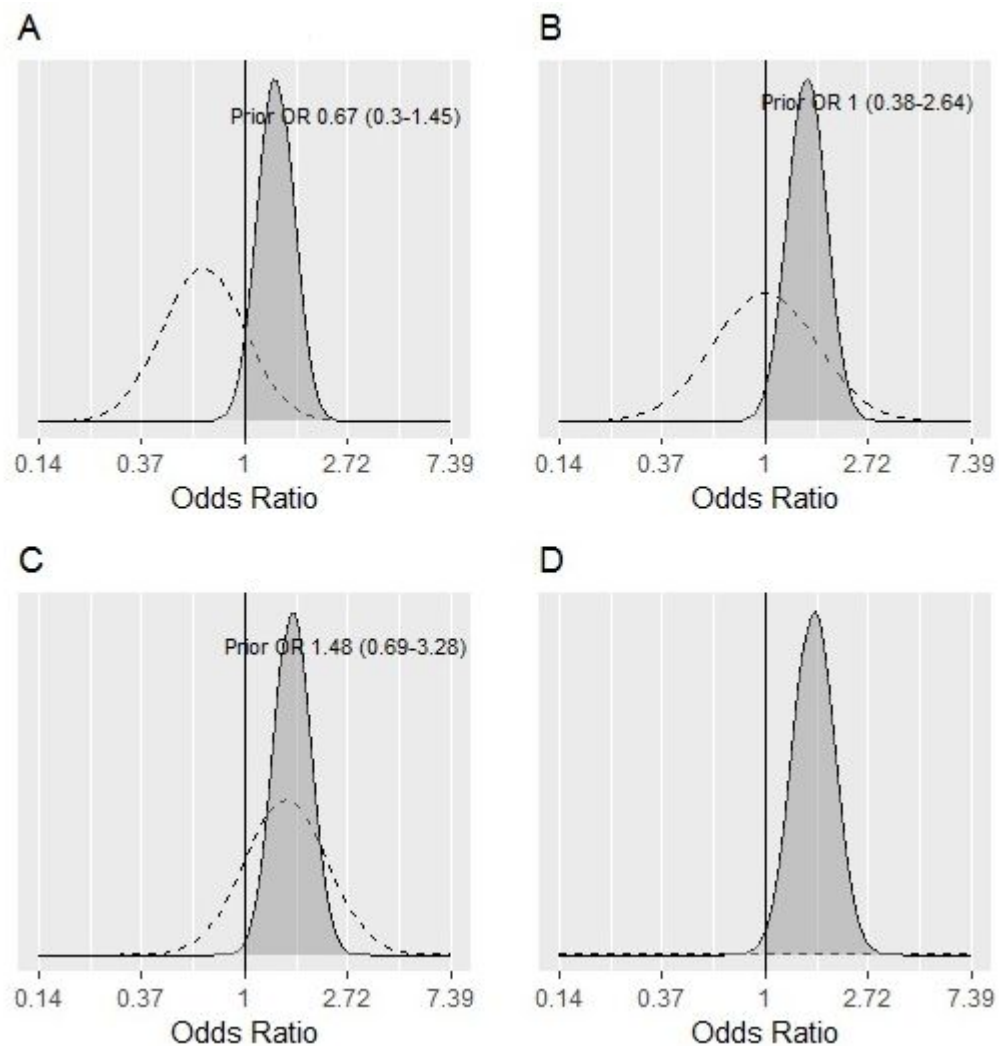 A
Prior OR 0.67 (0.3-1.45)
0.14 0.37 1 2.72 7.39
Odds Ratio
B
Prior OR 1 (0.38-2.64)
0.14 0.37 1 2.72 7.39
Odds Ratio
C
Prior OR 1.48 (0.69-3.28)
0.14 0.37 1 2.72 7.39
Odds Ratio
D
0.14 0.37 1 2.72 7.39
Odds Ratio